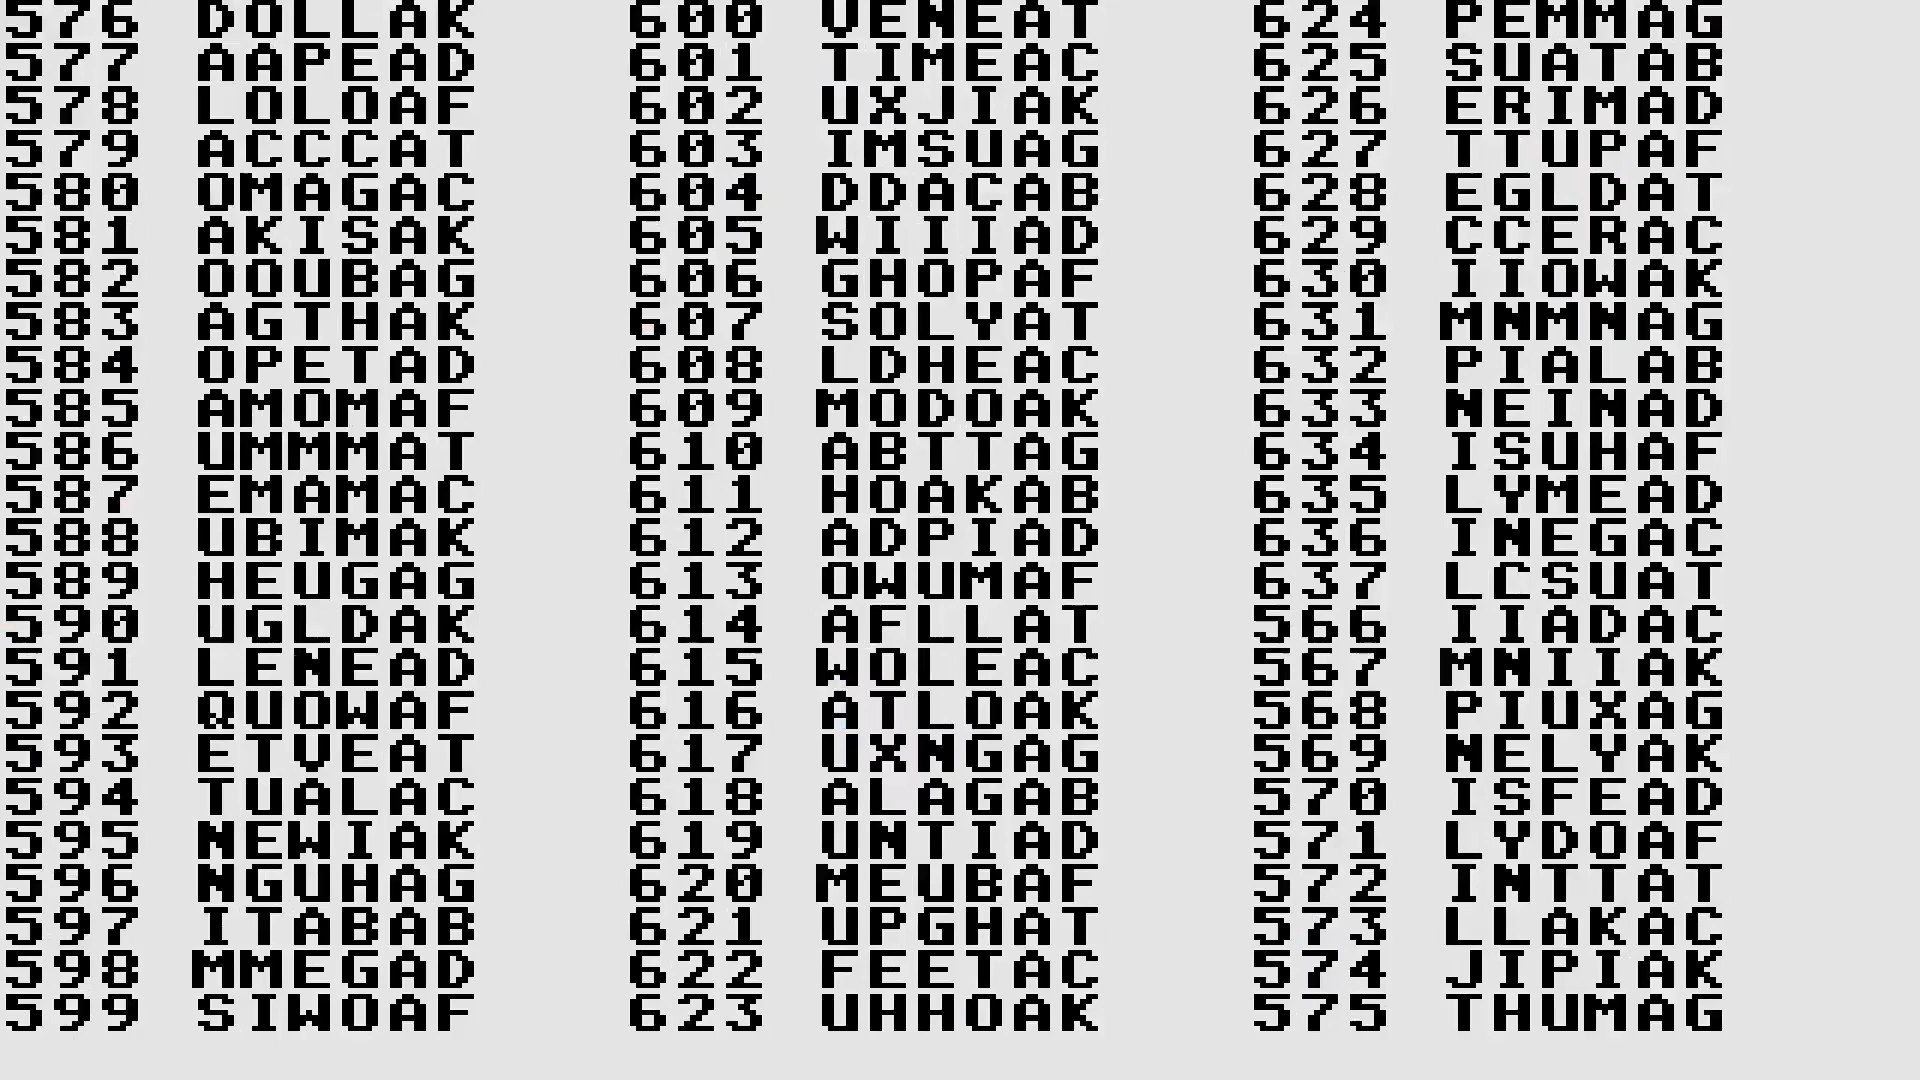 576 DOLLAK 600 VENEAT 624 PEMMAG
577 AAPEAD 601 TIMEAC 625 SUATAB
578 LOLOAF 602 UXJIAK 626 ERIMAD
579 ACCCAT 603 IMSUAG 627 TTUPAF
580 OMAGAC 604 DDACAB 628 EGLDAT
581 AKISAK 605 WIIIAD 629 CCERAC
582 OOUBAG 606 GHOPAF 630 IIOWAK
583 AGTHAK 607 SOLYAT 631 MNMNAG
584 OPETAD 608 LDHEAC 632 PIALAB
585 AMOMAF 609 MODOAK 633 NEINAD
586 UMMMAT 610 ABTTAG 634 ISUHAF
587 EMAMAC 611 HOAKAB 635 LYMEAD
588 UBIMAK 612 ADPIAD 636 INEGAC
589 HEUGAG 613 OWUMAF 637 LCSUAT
590 UGLDAK 614 AFLLAT 566 IIADAC
591 LENEAD 615 WOLEAC 567 MNIIAK
592 QUOWAF 616 ATLOAK 568 PIUXAG
593 ETVEAT 617 UXNGAG 569 NELYAK
594 TUALAC 618 ALAGAB 570 ISFEAD
595 NEWIAK 619 UNTIAD 571 LYDOAF
596 NGUHAG 620 MEUBAF 572 INTTAT
597 ITABAB 621 UPGHAT 573 LLAKAC
598 MMEGAD 622 FEETAC 574 JIPIAK
599 SIWOAF 623 UHHOAK 575 THUMAG